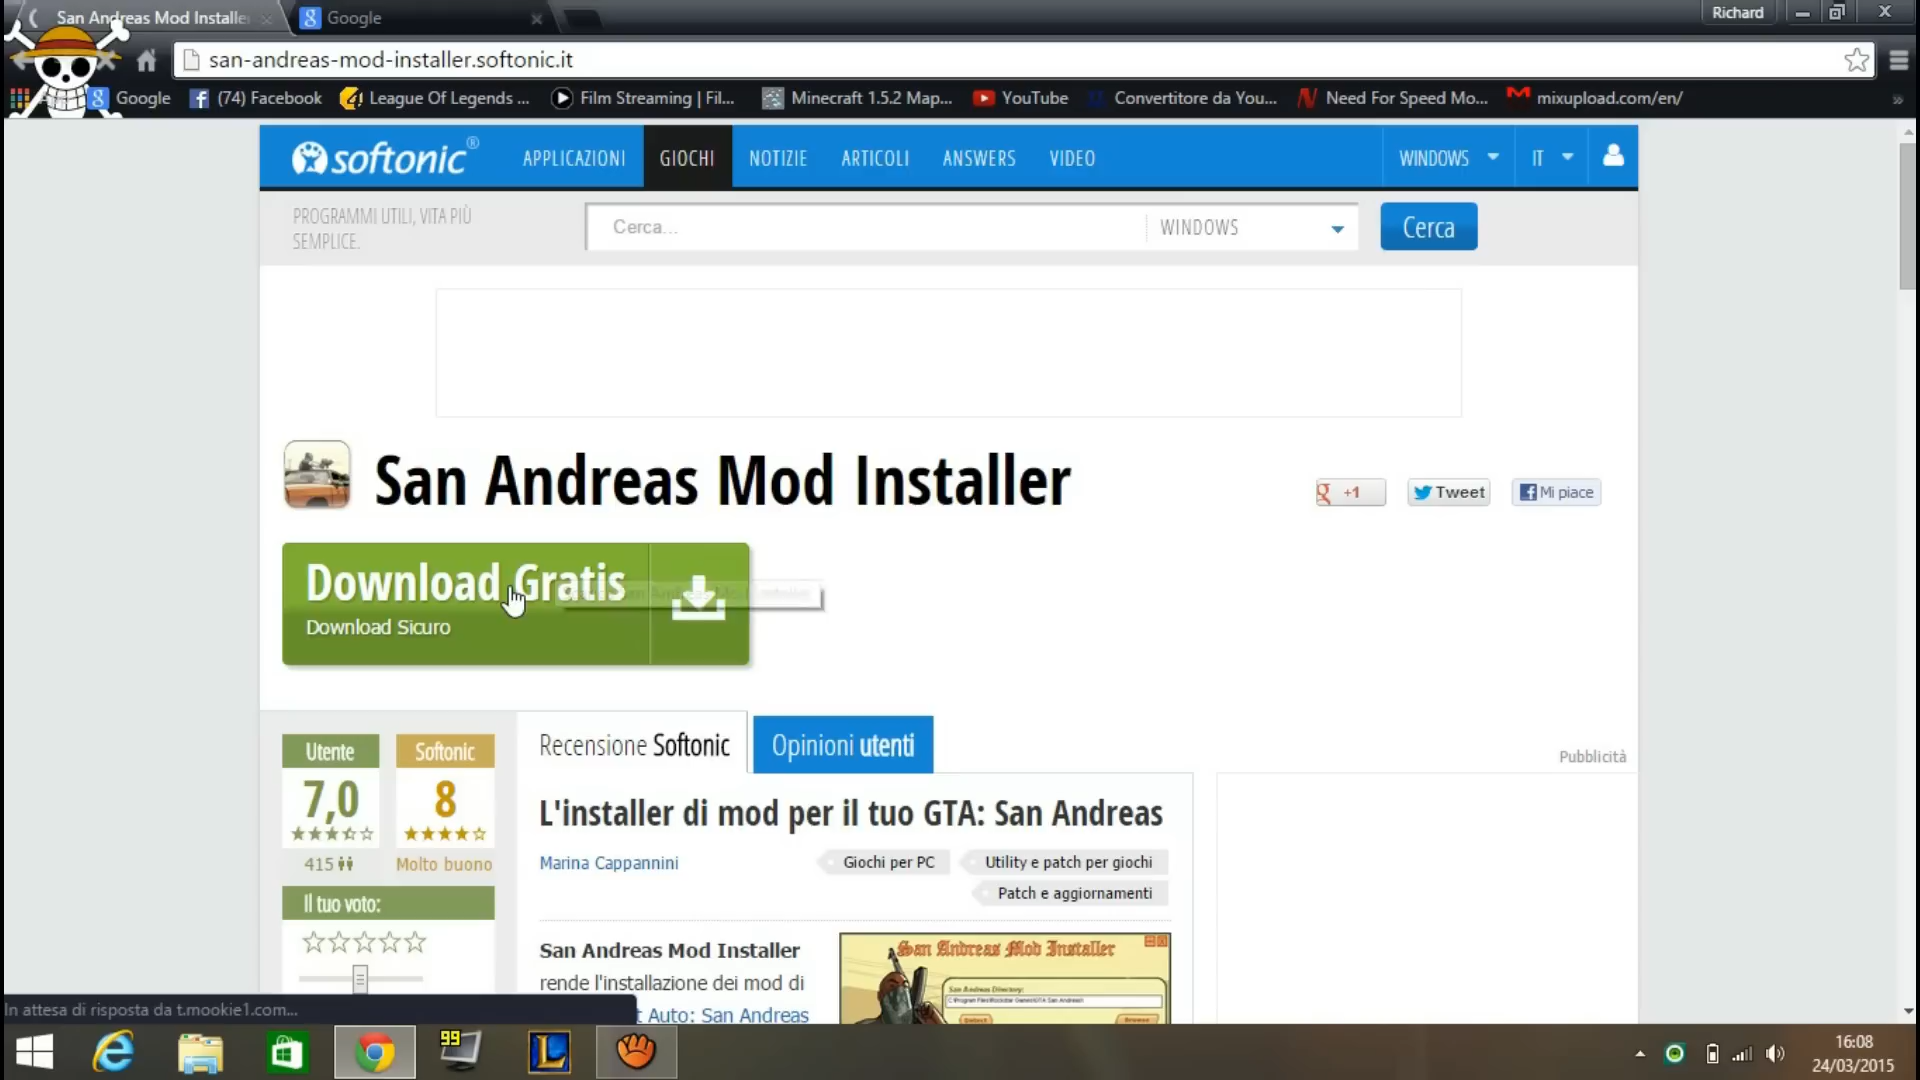 San Andreas Mod Installe
Google
Richard
san-andreas-mod-installer.softonic.it
Google
(74) Facebook
League Of Legends ...
Film Streaming | Fil...
Minecraft 1.5.2 Map...
YouTube
Convertitore da You...
Need For Speed Mo...
mixupload.com/en/
»
softonic®
APPLICAZIONI
GIOCHI
NOTIZIE
ARTICOLI
ANSWERS
VIDEO
WINDOWS
IT
PROGRAMMI UTILI, VITA PIÙ
SEMPLICE.
Cerca...
WINDOWS
Cerca
San Andreas Mod Installer
+1
Tweet
Mi piace
Download Gratis
Download Sicuro
Utente
7,0
415
Softonic
8
Molto buono
Il tuo voto:
Recensione Softonic
Opinioni utenti
Pubblicità
L'installer di mod per il tuo GTA: San Andreas
Marina Cappannini
Giochi per PC
Utility e patch per giochi
Patch e aggiornamenti
San Andreas Mod Installer
rende l'installazione dei mod di
t Auto: San Andreas
San Andreas Mod Installer
San Andreas Directory:
In attesa di risposta da t.mookie1.com...
99
L
16:08
24/03/2015